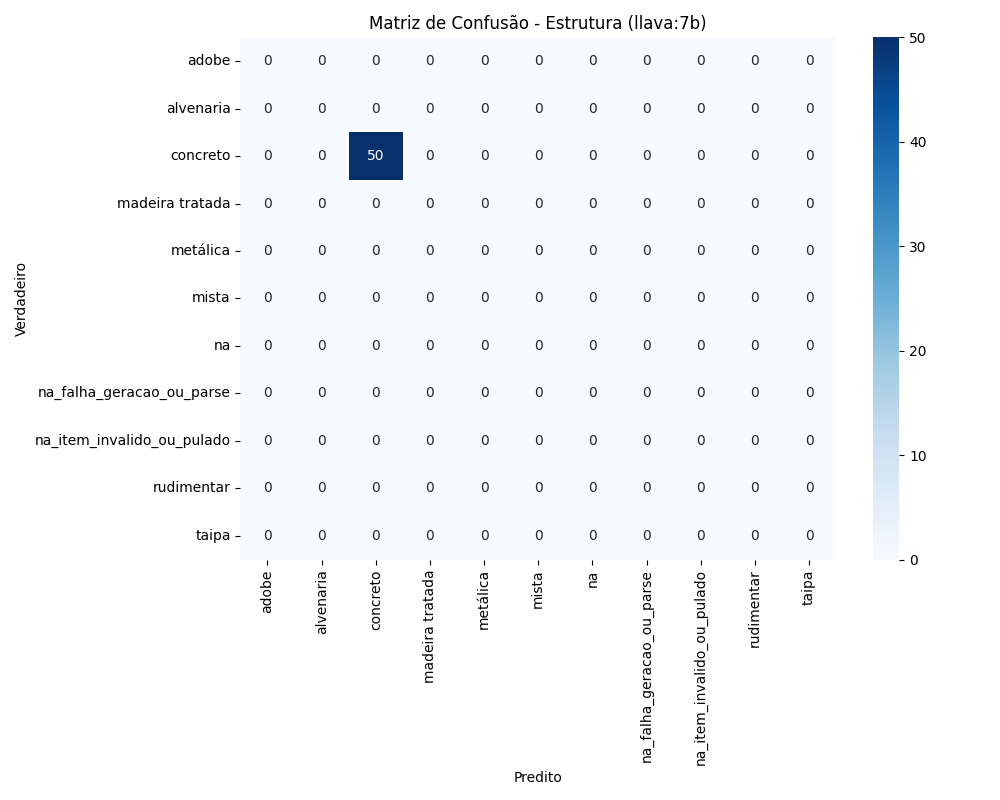 Matriz de Confusão - Estrutura (llava:7b)
adobe 0 0 0 0 0 0 0 0 0 0 0
alvenaria 0 0 0 0 0 0 0 0 0 0 0
concreto 0 0 50 0 0 0 0 0 0 0 0
madeira tratada 0 0 0 0 0 0 0 0 0 0 0
metálica 0 0 0 0 0 0 0 0 0 0 0
mista 0 0 0 0 0 0 0 0 0 0 0
na 0 0 0 0 0 0 0 0 0 0 0
na_falha_geracao_ou_parse 0 0 0 0 0 0 0 0 0 0 0
na_item_invalido_ou_pulado 0 0 0 0 0 0 0 0 0 0 0
rudimentar 0 0 0 0 0 0 0 0 0 0 0
taipa 0 0 0 0 0 0 0 0 0 0 0
Verdadeiro
adobe
alvenaria
concreto
madeira tratada
metálica
mista
na
na_falha_geracao_ou_parse
na_item_invalido_ou_pulado
rudimentar
taipa
Predito
50
40
30
20
10
0